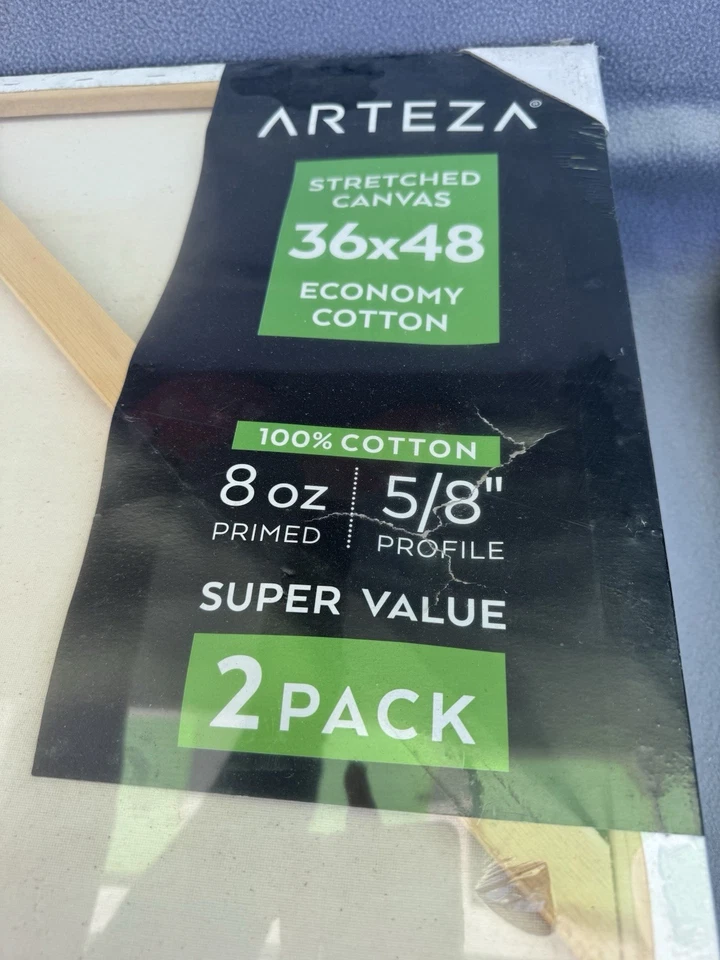 ARTEZA®
STRETCHED
CANVAS
36x48
ECONOMY
COTTON
100% COTTON
8 oz
PRIMED
5/8"
PROFILE
SUPER VALUE
2 PACK